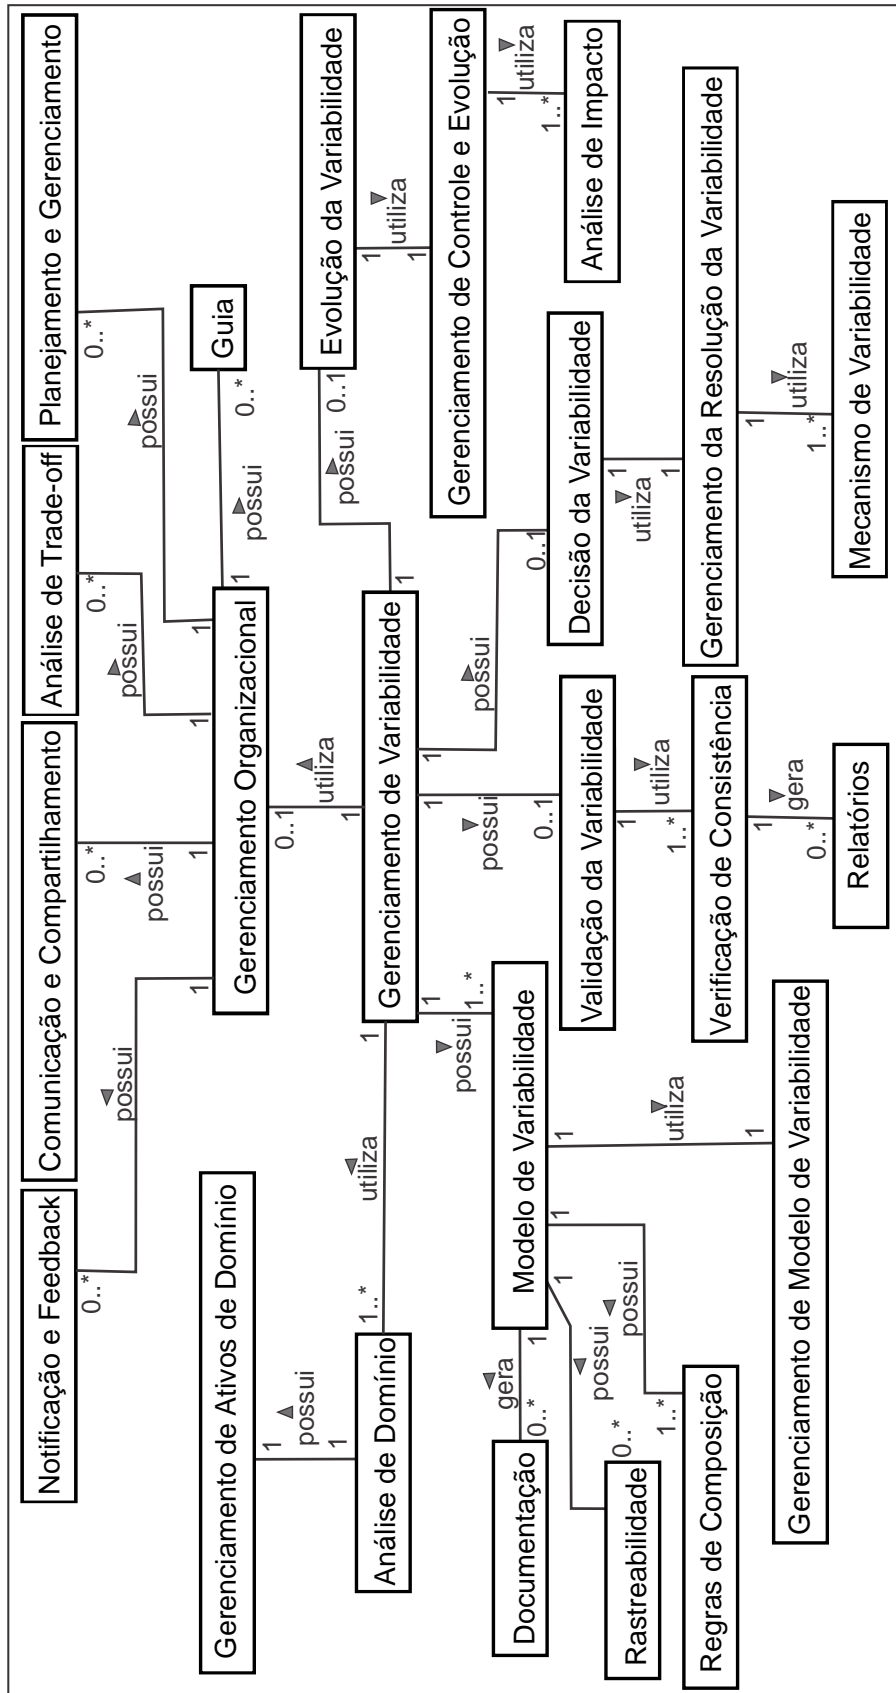 Notificação e Feedback
Comunicação e Compartilhamento
Análise de Trade-off
Planejamento e Gerenciamento
0..*
0..*
0..*
0..*
possui
possui
possui
possui
possui
Guia
0..*
1
1
1
1
1
Gerenciamento de Ativos de Domínio
Gerenciamento Organizacional
1
possui
1
0..1
utiliza
1
Evolução da Variabilidade
0..1
possui
1
Análise de Domínio
1..*
utiliza
1
Gerenciamento de Variabilidade
1
utiliza
1
Gerenciamento de Controle e Evolução
1
utiliza
1..*
Análise de Impacto
1
possui
1..*
1
possui
0..1
1
possui
0..1
Documentação
0..*
gera
1
Modelo de Variabilidade
Validação da Variabilidade
Decisão da Variabilidade
1
possui
0..*
Rastreabilidade
1
possui
1..*
Regras de Composição
1
utiliza
1
Gerenciamento de Modelo de Variabilidade
1
utiliza
1..*
Verificação de Consistência
1
gera
0..*
Relatórios
1
utiliza
1
Gerenciamento da Resolução da Variabilidade
1
utiliza
1..*
Mecanismo de Variabilidade